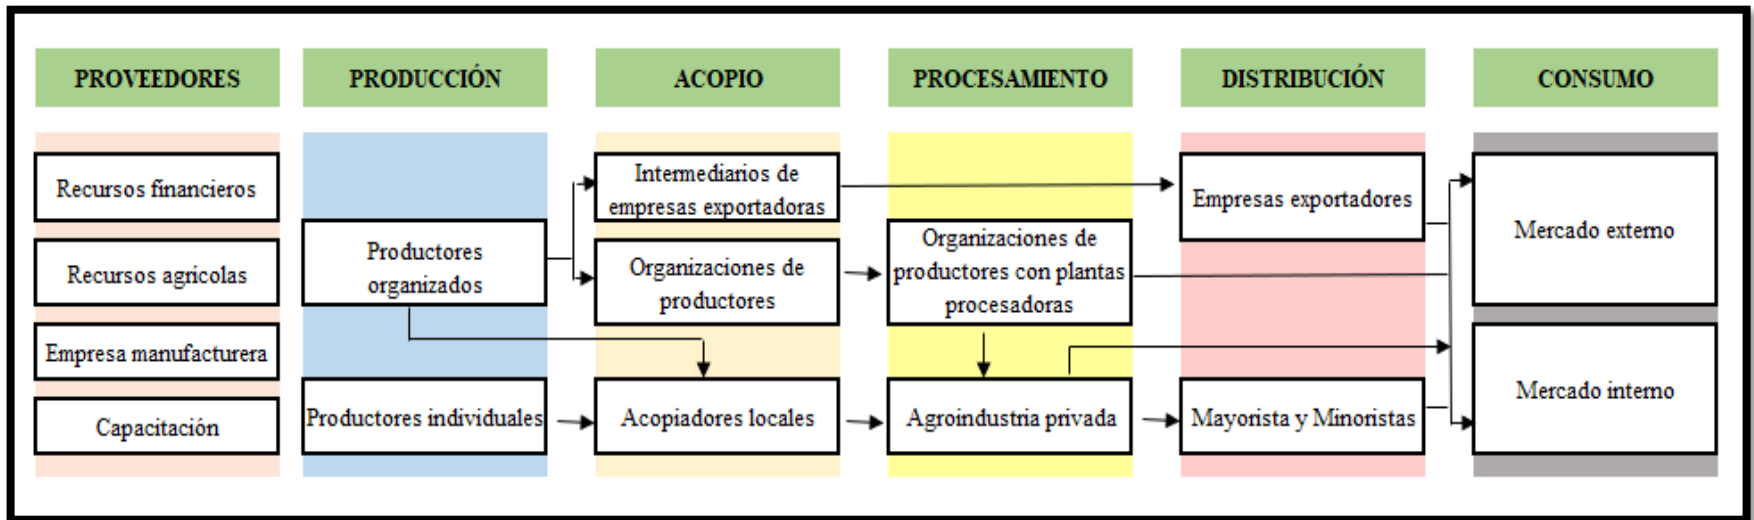 PROVEEDORES
PRODUCCIÓN
ACOPIO
PROCESAMIENTO
DISTRIBUCIÓN
CONSUMO
Recursos financieros
Recursos agrícolas
Empresa manufacturera
Capacitación
Productores
organizados
Productores individuales
Intermediarios de
empresas exportadoras
Organizaciones de
productores
Acopiadores locales
Organizaciones de
productores con plantas
procesadoras
Agroindustria privada
Empresas exportadores
Mayorista y Minoristas
Mercado externo
Mercado interno